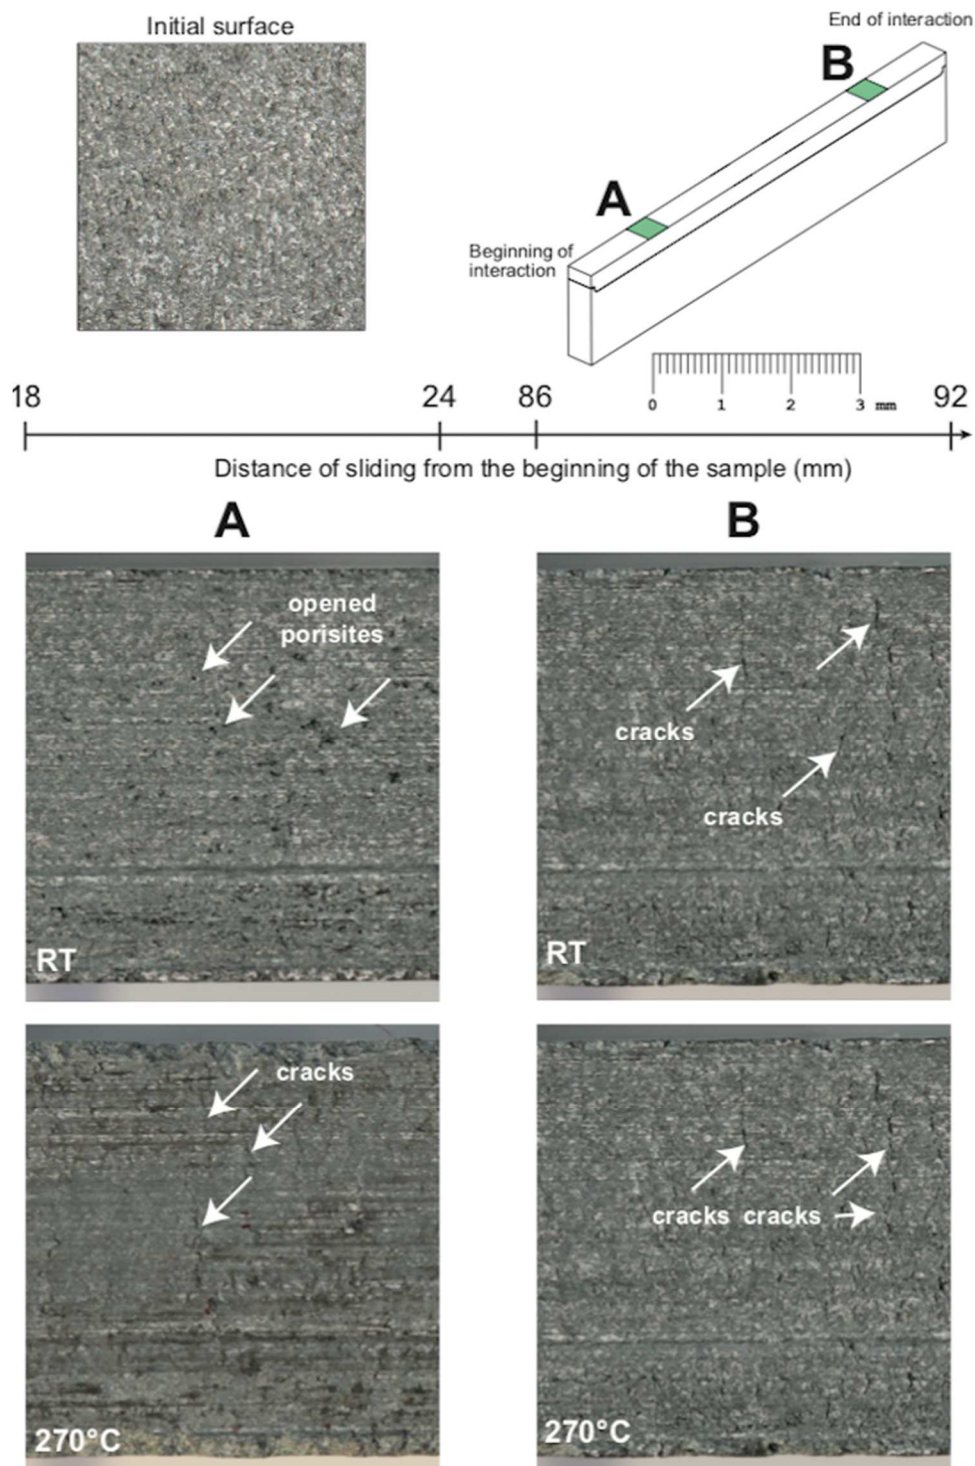 Initial surface
End of interaction
B
A
Beginning of
interaction
0 1 2 3 mm
18 24 86 92
Distance of sliding from the beginning of the sample (mm)
A B
opened
porisites
RT
cracks
cracks
RT
cracks
270°C
cracks cracks
270°C